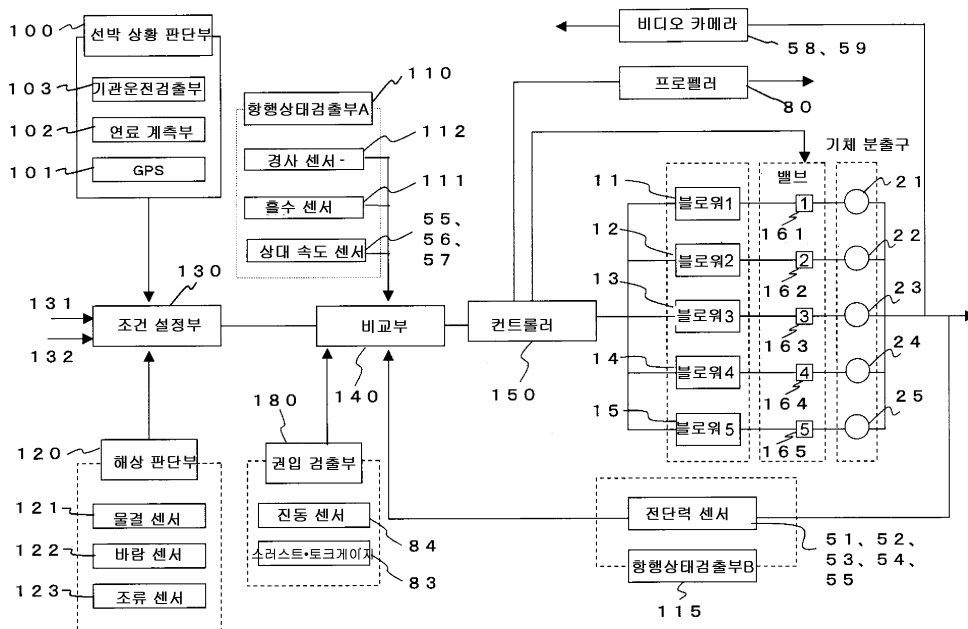 100
선박 상황 판단부
103
기관운전검출부
102
연료 계측부
101
GPS
110
항행상태검출부A
112
경사 센서-
111
흘수 센서
55、
56、
57
상대 속도 센서
비디오 카메라
58、59
프로펠러
80
기체 분출구
밸브
11
블로워1
1
161
21
12
블로워2
2
162
22
13
블로워3
3
163
23
14
블로워4
4
164
24
15
블로워5
5
165
25
131
132
130
조건 설정부
비교부
140
컨트롤러
150
120
해상 판단부
121
물결 센서
122
바람 센서
123
조류 센서
180
권입 검출부
진동 센서
84
스러스트•토크게이지
83
전단력 센서
51、52、
53、54、
55
항행상태검출부B
115